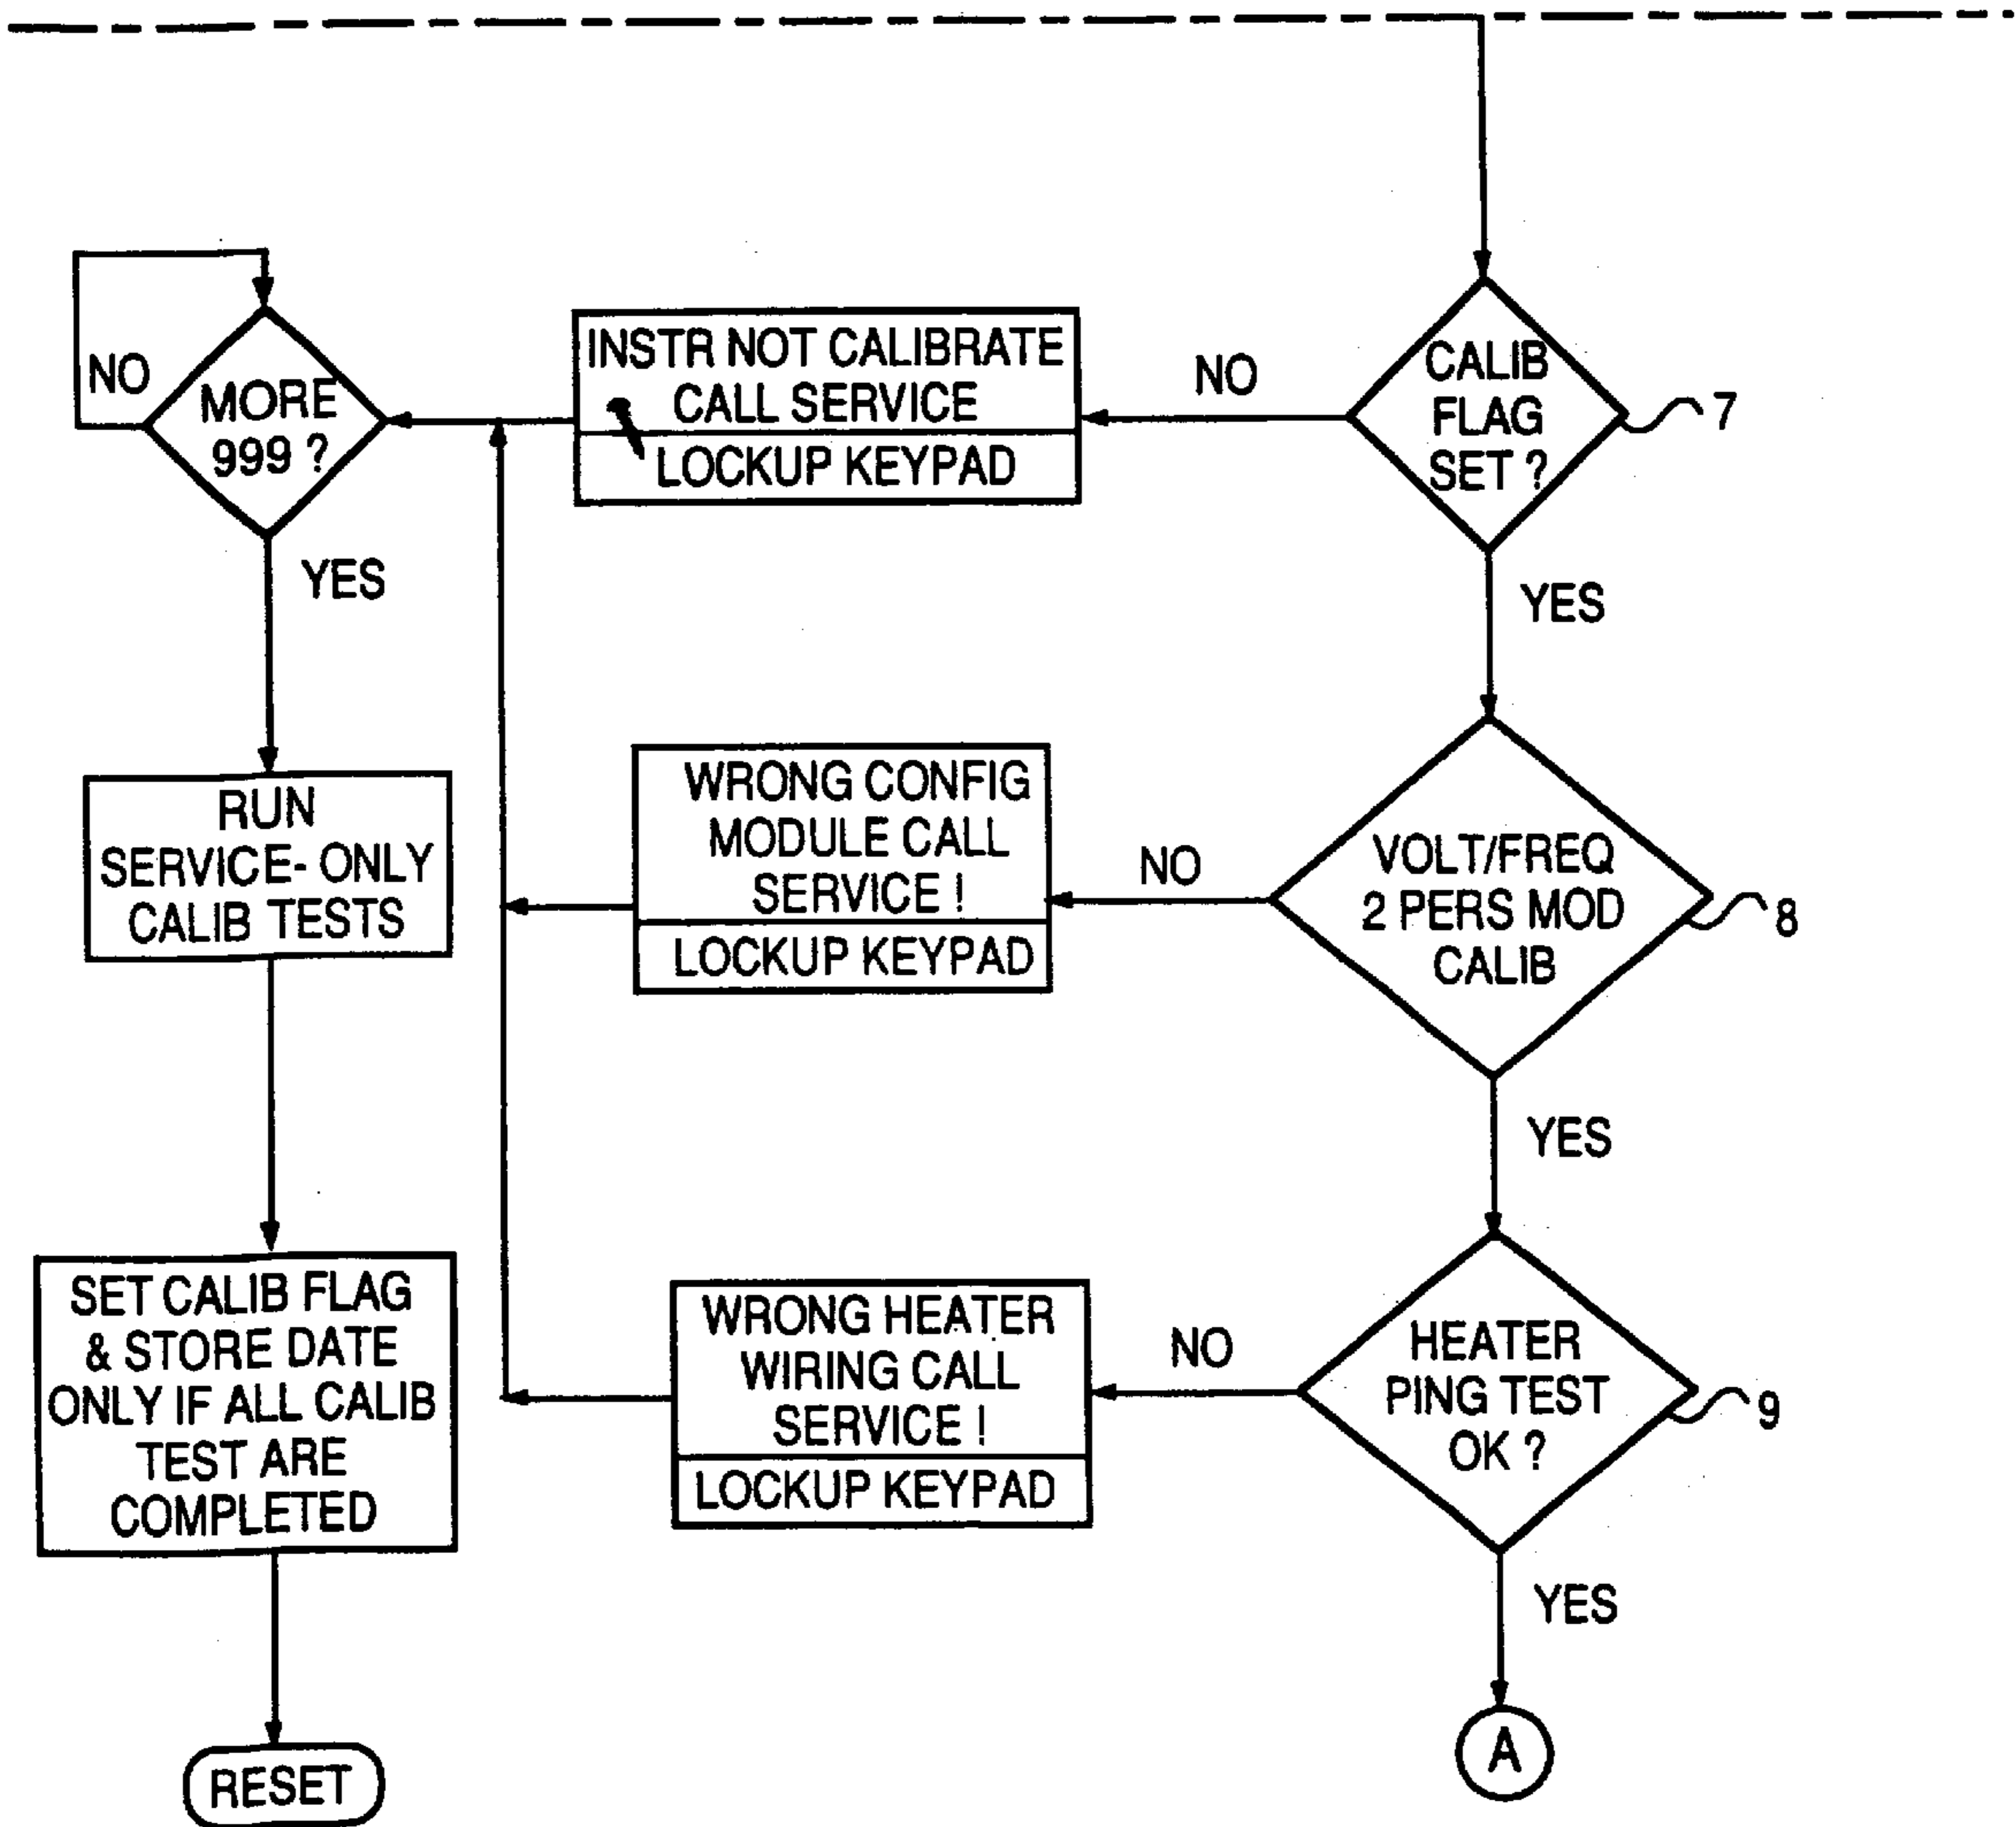 CALIB
FLAG
SET ?
7
NO
INSTR NOT CALIBRATE
CALL SERVICE
LOCKUP KEYPAD
NO
MORE
999 ?
YES
YES
RUN
SERVICE- ONLY
CALIB TESTS
WRONG CONFIG
MODULE CALL
SERVICE !
LOCKUP KEYPAD
NO
VOLT/FREQ
2 PERS MOD
CALIB
8
YES
SET CALIB FLAG
& STORE DATE
ONLY IF ALL CALIB
TEST ARE
COMPLETED
WRONG HEATER
WIRING CALL
SERVICE !
LOCKUP KEYPAD
NO
HEATER
PING TEST
OK ?
9
YES
RESET
A